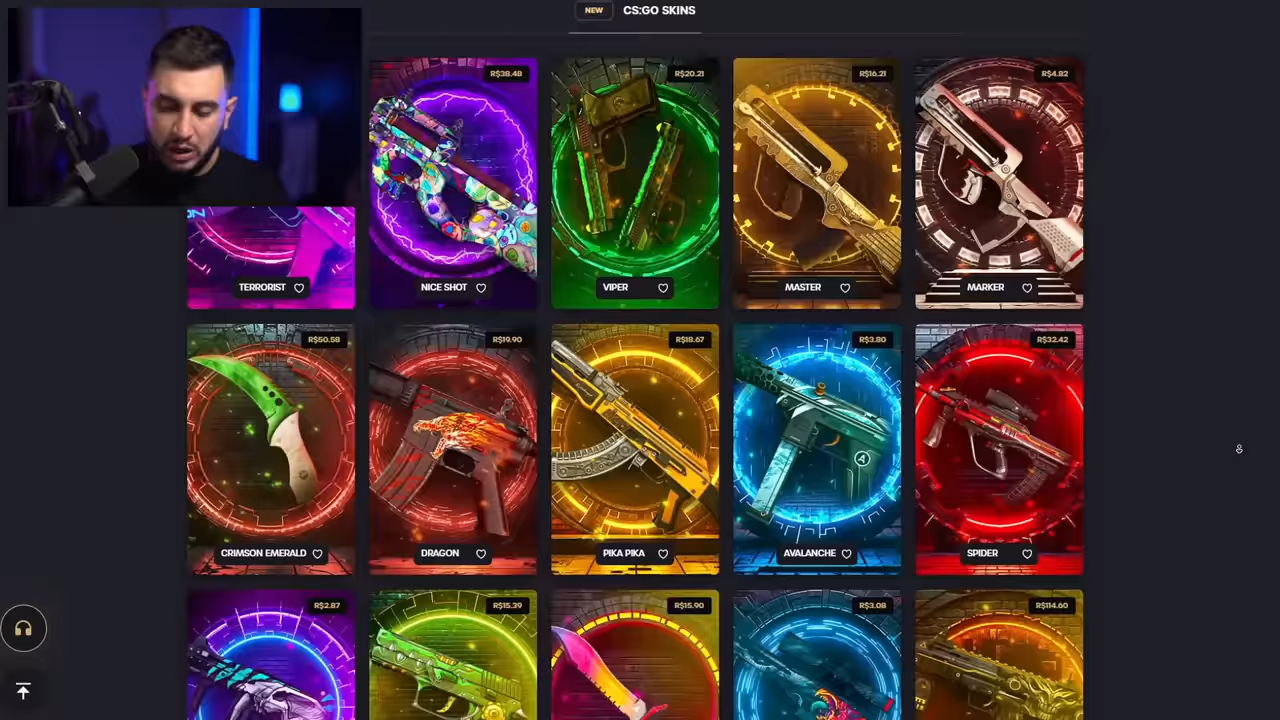 NEW CS:GO SKINS
R$38.48 R$20.21 R$16.21 R$4.82
TERRORIST NICE SHOT VIPER MASTER MARKER
R$50.58 R$19.90 R$18.67 R$3.80 R$32.42
CRIMSON EMERALD DRAGON PIKA PIKA AVALANCHE SPIDER
R$2.87 R$15.39 R$15.90 R$3.08 R$114.60